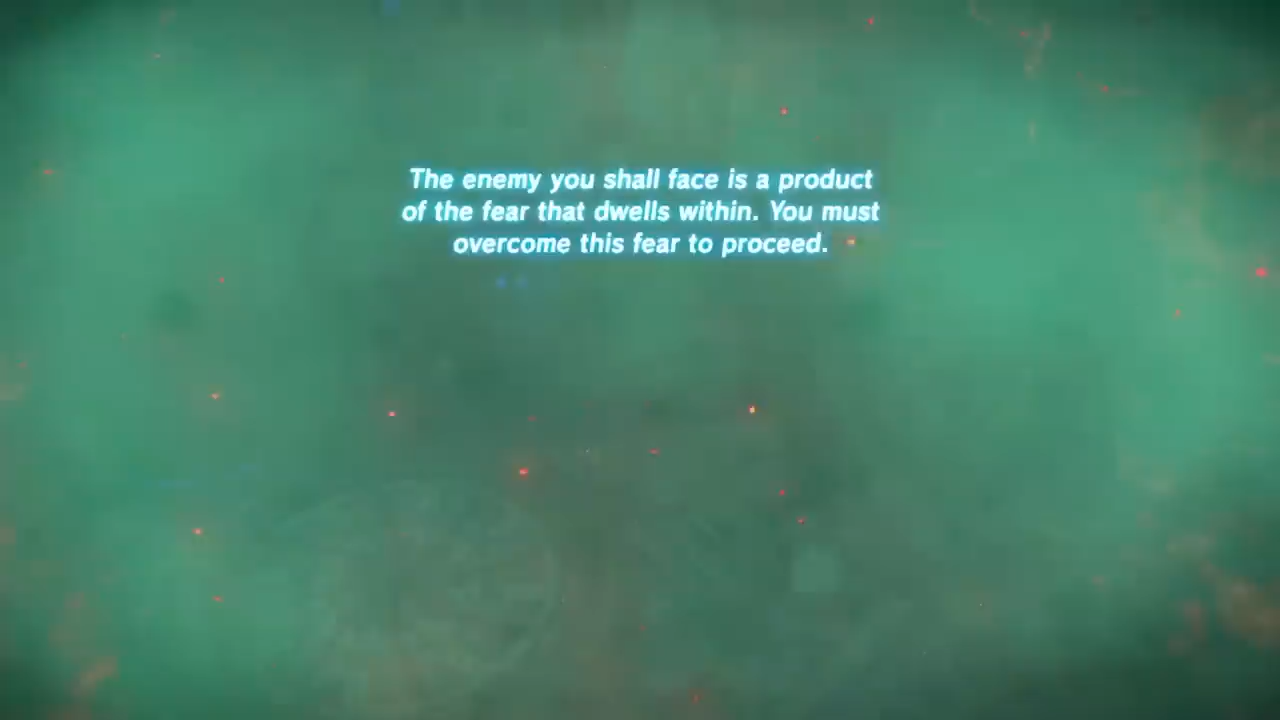 The enemy you shall face is a product
of the fear that dwells within. You must
overcome this fear to proceed.